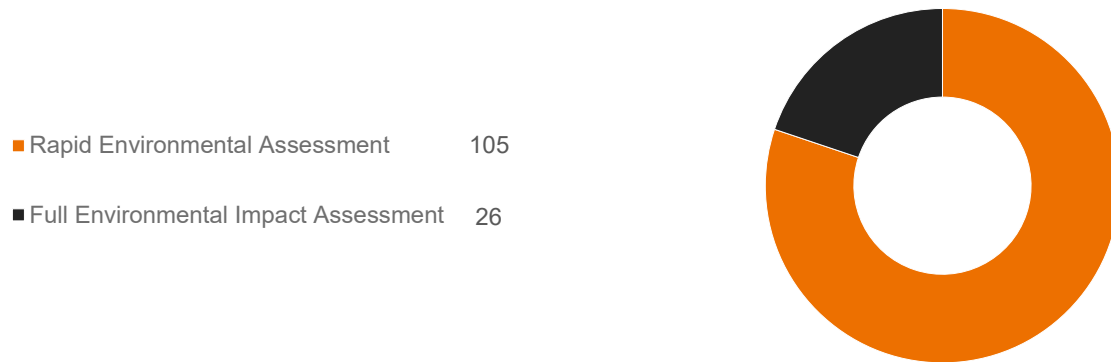 Rapid Environmental Assessment 105
Full Environmental Impact Assessment 26